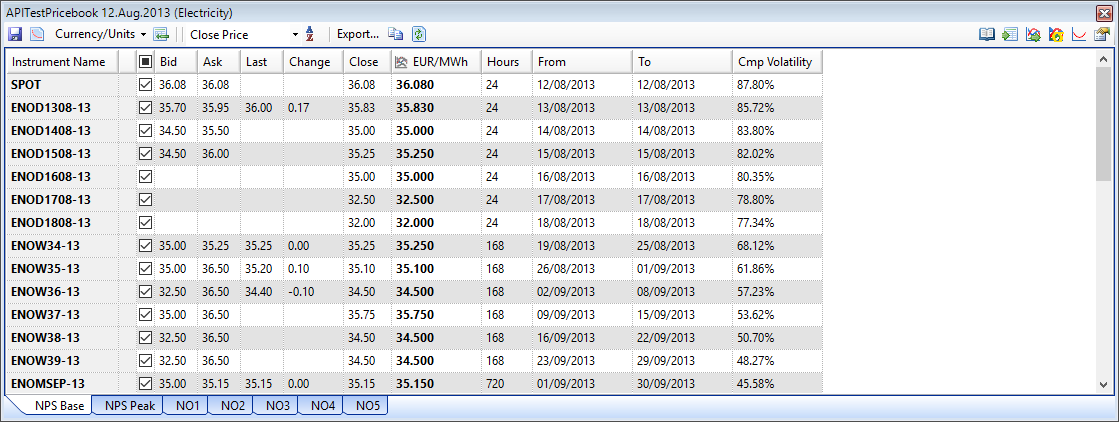 APITestPricebook 12.Aug.2013 (Electricity)
Currency/Units Close Price A Z Export...
Instrument Name Bid Ask Last Change Close EUR/MWh Hours From To Cmp Volatility
SPOT 36.08 36.08 36.08 36.080 24 12/08/2013 12/08/2013 87.80%
ENOD1308-13 35.70 35.95 36.00 0.17 35.83 35.830 24 13/08/2013 13/08/2013 85.72%
ENOD1408-13 34.50 35.50 35.00 35.000 24 14/08/2013 14/08/2013 83.80%
ENOD1508-13 34.50 36.00 35.25 35.250 24 15/08/2013 15/08/2013 82.02%
ENOD1608-13 35.00 35.000 24 16/08/2013 16/08/2013 80.35%
ENOD1708-13 32.50 32.500 24 17/08/2013 17/08/2013 78.80%
ENOD1808-13 32.00 32.000 24 18/08/2013 18/08/2013 77.34%
ENOW34-13 35.00 35.25 35.25 0.00 35.25 35.250 168 19/08/2013 25/08/2013 68.12%
ENOW35-13 35.00 36.50 35.20 0.10 35.10 35.100 168 26/08/2013 01/09/2013 61.86%
ENOW36-13 32.50 36.50 34.40 -0.10 34.50 34.500 168 02/09/2013 08/09/2013 57.23%
ENOW37-13 35.00 36.50 35.75 35.750 168 09/09/2013 15/09/2013 53.62%
ENOW38-13 32.50 36.50 34.50 34.500 168 16/09/2013 22/09/2013 50.70%
ENOW39-13 32.50 36.50 34.50 34.500 168 23/09/2013 29/09/2013 48.27%
ENOMSEP-13 35.00 35.15 35.15 0.00 35.15 35.150 720 01/09/2013 30/09/2013 45.58%
NPS Base NPS Peak NO1 NO2 NO3 NO4 NO5